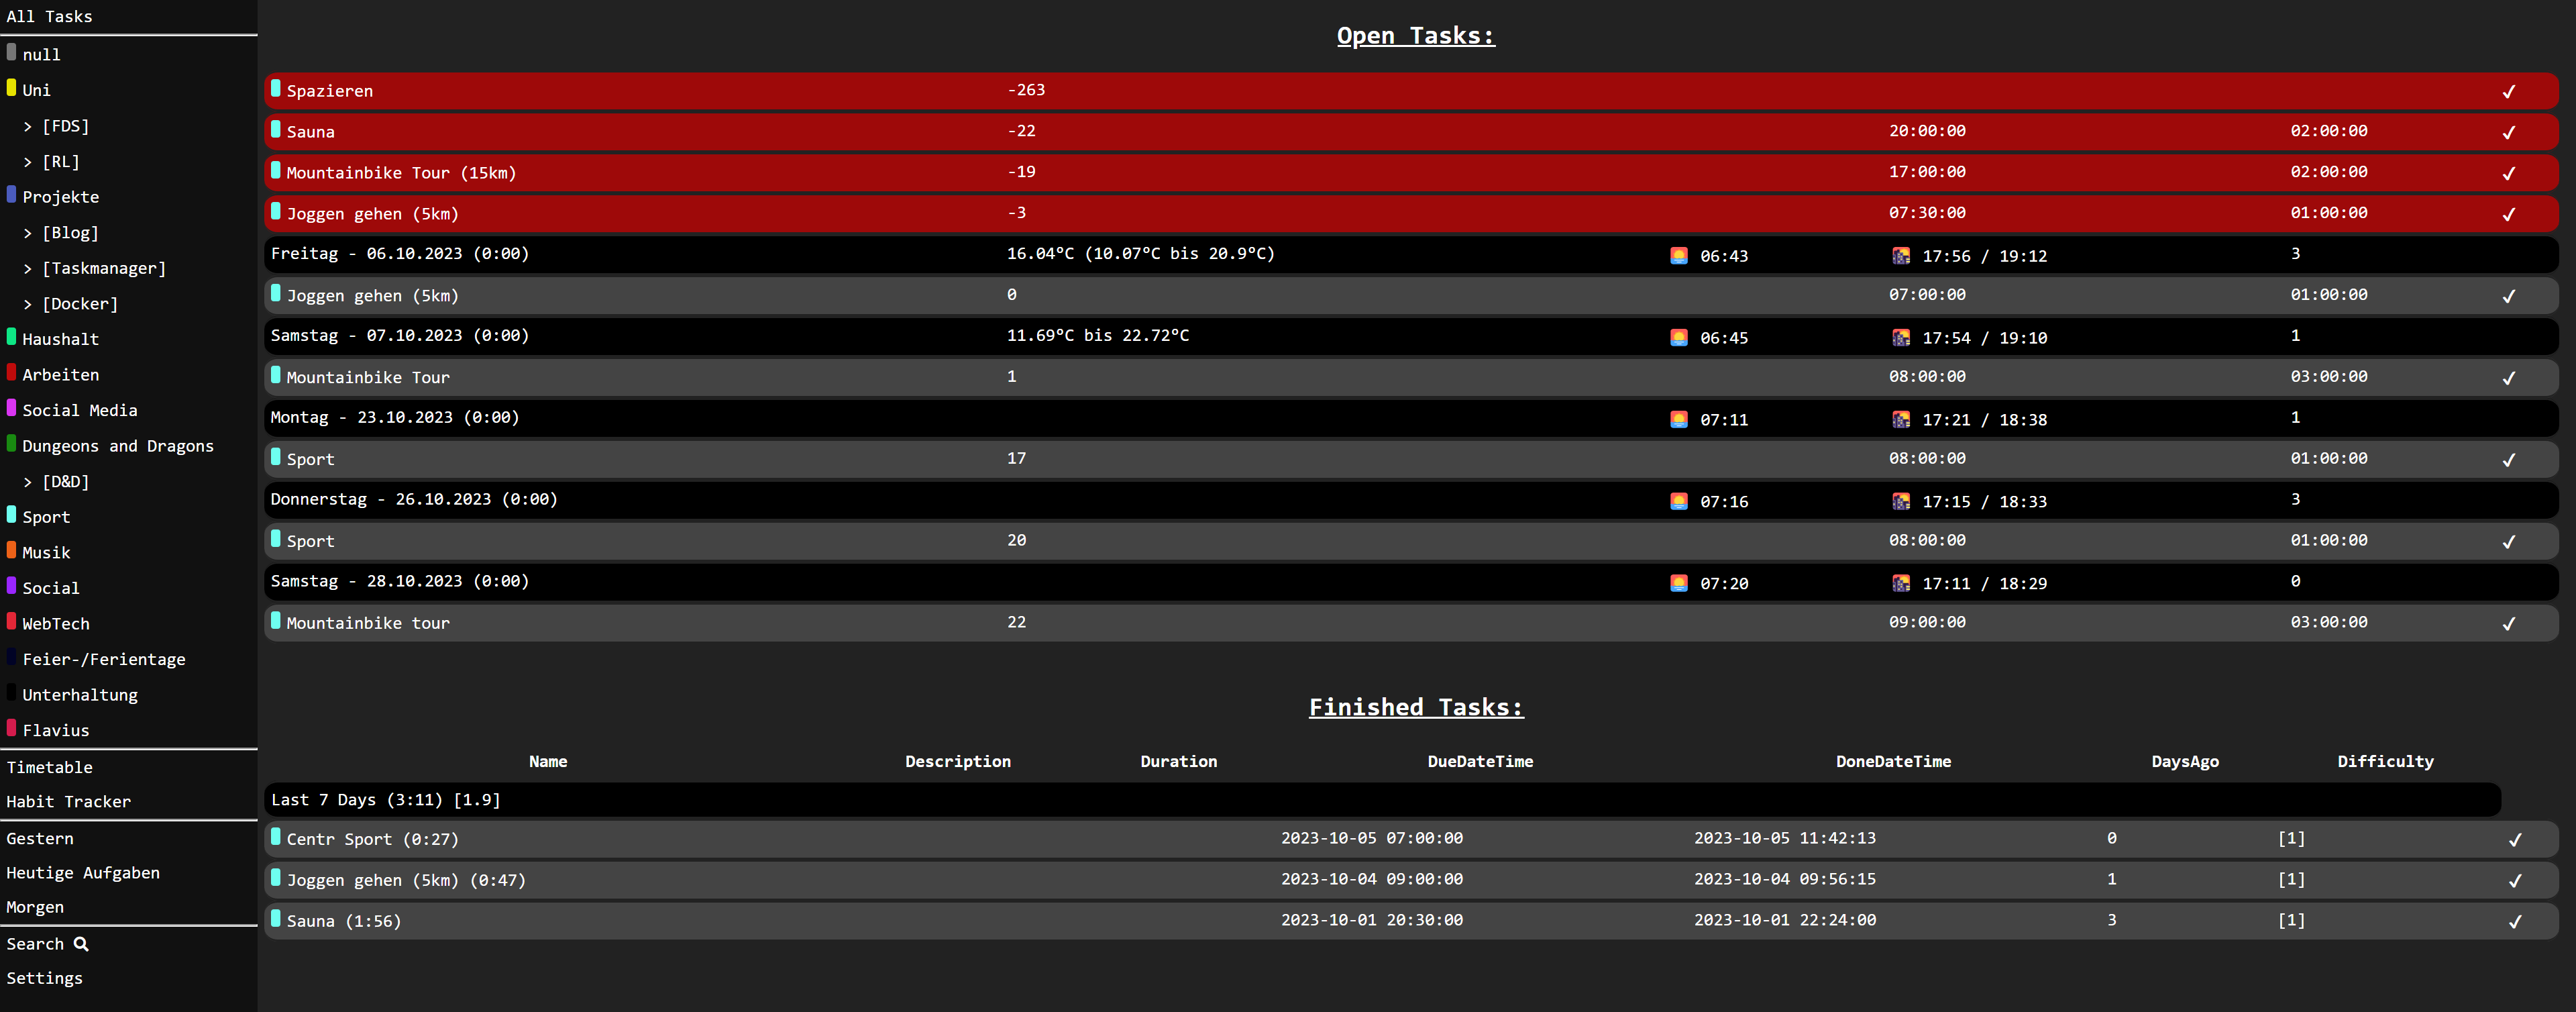 All Tasks
null
Uni
> [FDS]
> [RL]
Projekte
> [Blog]
> [Taskmanager]
> [Docker]
Haushalt
Arbeiten
Social Media
Dungeons and Dragons
> [D&D]
Sport
Musik
Social
WebTech
Feier-/Ferientage
Unterhaltung
Flavius
Timetable
Habit Tracker
Gestern
Heutige Aufgaben
Morgen
Search
Settings
Open Tasks:
Spazieren -263 ✓
Sauna -22 20:00:00 02:00:00 ✓
Mountainbike Tour (15km) -19 17:00:00 02:00:00 ✓
Joggen gehen (5km) -3 07:30:00 01:00:00 ✓
Freitag - 06.10.2023 (0:00) 16.04°C (10.07°C bis 20.9°C) 06:43 17:56 / 19:12 3
Joggen gehen (5km) 0 07:00:00 01:00:00 ✓
Samstag - 07.10.2023 (0:00) 11.69°C bis 22.72°C 06:45 17:54 / 19:10 1
Mountainbike Tour 1 08:00:00 03:00:00 ✓
Montag - 23.10.2023 (0:00) 07:11 17:21 / 18:38 1
Sport 17 08:00:00 01:00:00 ✓
Donnerstag - 26.10.2023 (0:00) 07:16 17:15 / 18:33 3
Sport 20 08:00:00 01:00:00 ✓
Samstag - 28.10.2023 (0:00) 07:20 17:11 / 18:29 0
Mountainbike tour 22 09:00:00 03:00:00 ✓
Finished Tasks:
Name Description Duration DueDateTime DoneDateTime DaysAgo Difficulty
Last 7 Days (3:11) [1.9]
Centr Sport (0:27) 2023-10-05 07:00:00 2023-10-05 11:42:13 0 [1] ✓
Joggen gehen (5km) (0:47) 2023-10-04 09:00:00 2023-10-04 09:56:15 1 [1] ✓
Sauna (1:56) 2023-10-01 20:30:00 2023-10-01 22:24:00 3 [1] ✓